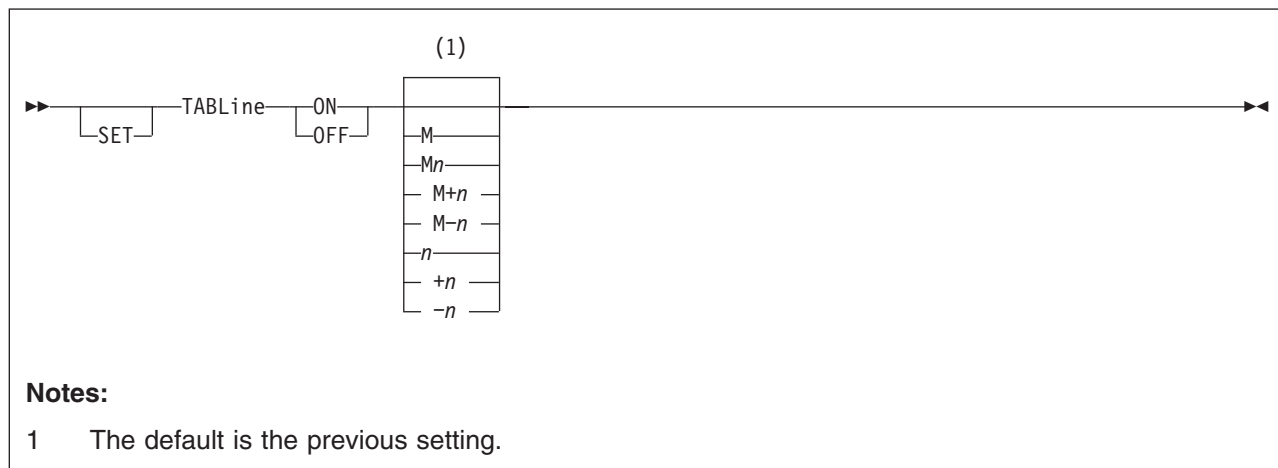 (1)
TABLine ON
SET OFF M
Mn
M+n
M−n
n
+n
−n
Notes:
1 The default is the previous setting.